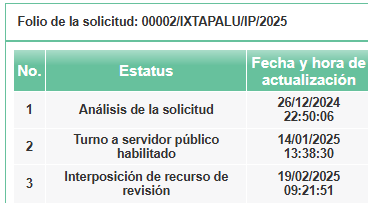 Folio de la solicitud: 00002/IXTAPALU/IP/2025
No. Estatus Fecha y hora de
actualización
1 Análisis de la solicitud 26/12/2024
22:50:06
2 Turno a servidor público
habilitado 14/01/2025
13:38:30
3 Interposición de recurso de
revisión 19/02/2025
09:21:51